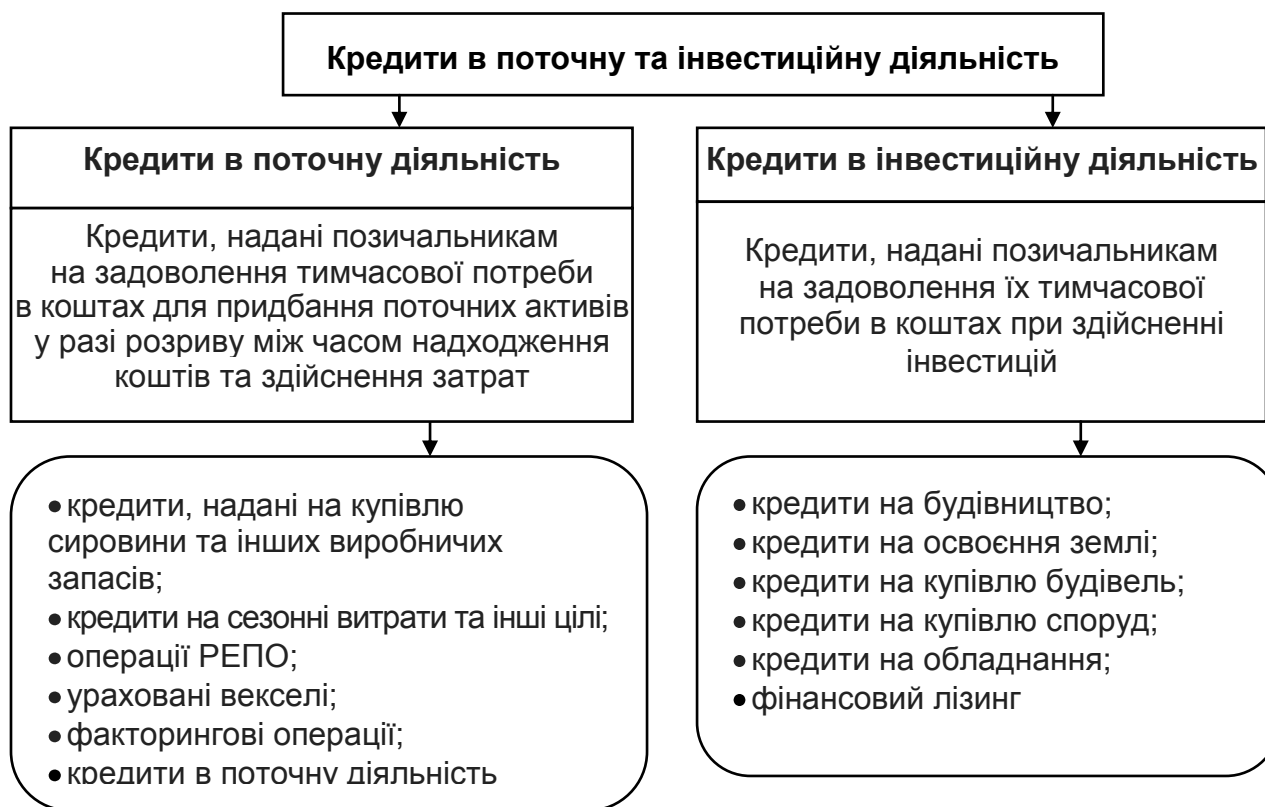 Кредити в поточну та інвестиційну діяльність
Кредити в поточну діяльність
Кредити, надані позичальникам
на задоволення тимчасової потреби
в коштах для придбання поточних активів
у разі розриву між часом надходження
коштів та здійснення затрат
• кредити, надані на купівлю
сировини та інших виробничих
запасів;
• кредити на сезонні витрати та інші цілі;
• операції РЕПО;
• ураховані векселі;
• факторингові операції;
• кредити в поточну діяльність
Кредити в інвестиційну діяльність
Кредити, надані позичальникам
на задоволення їх тимчасової
потреби в коштах при здійсненні
інвестицій
• кредити на будівництво;
• кредити на освоєння землі;
• кредити на купівлю будівель;
• кредити на купівлю споруд;
• кредити на обладнання;
• фінансовий лізинг